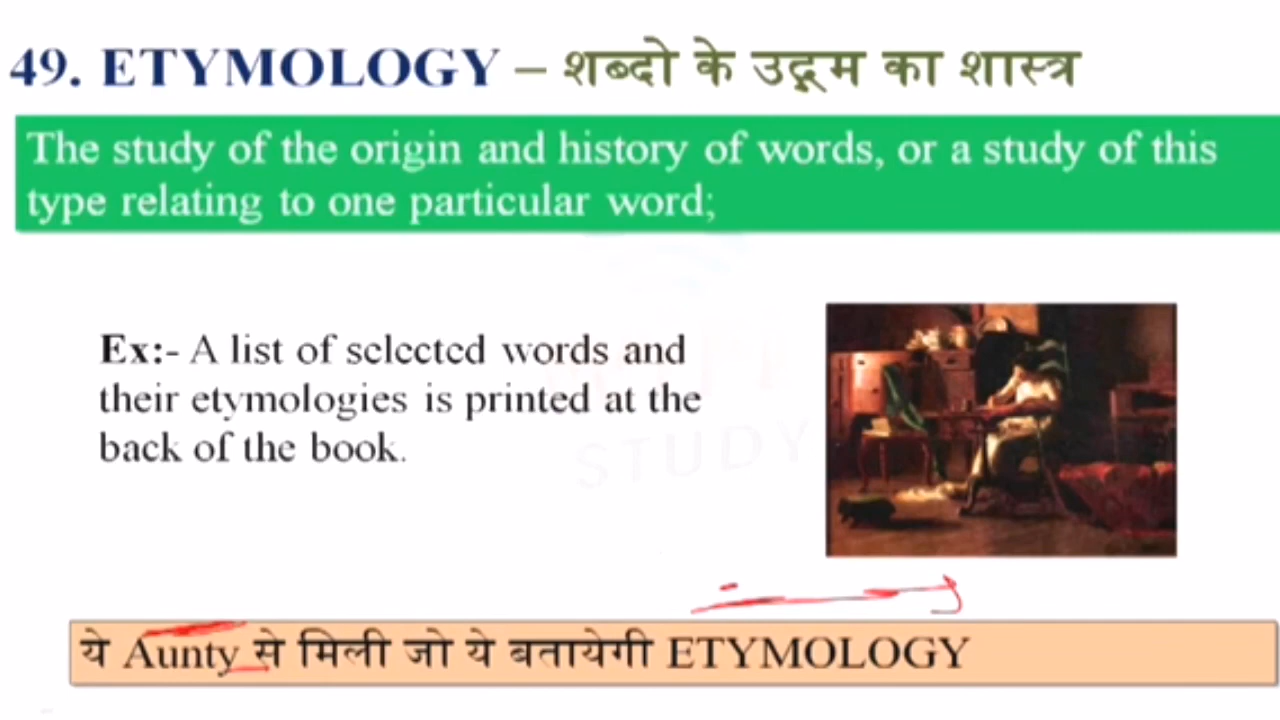 49. ETYMOLOGY – शब्दो के उद्गम का शास्त्र
The study of the origin and history of words, or a study of this
type relating to one particular word;
Ex:- A list of selected words and
their etymologies is printed at the
back of the book.
STUDY
ये Aunty से मिली जो ये बतायेगी ETYMOLOGY